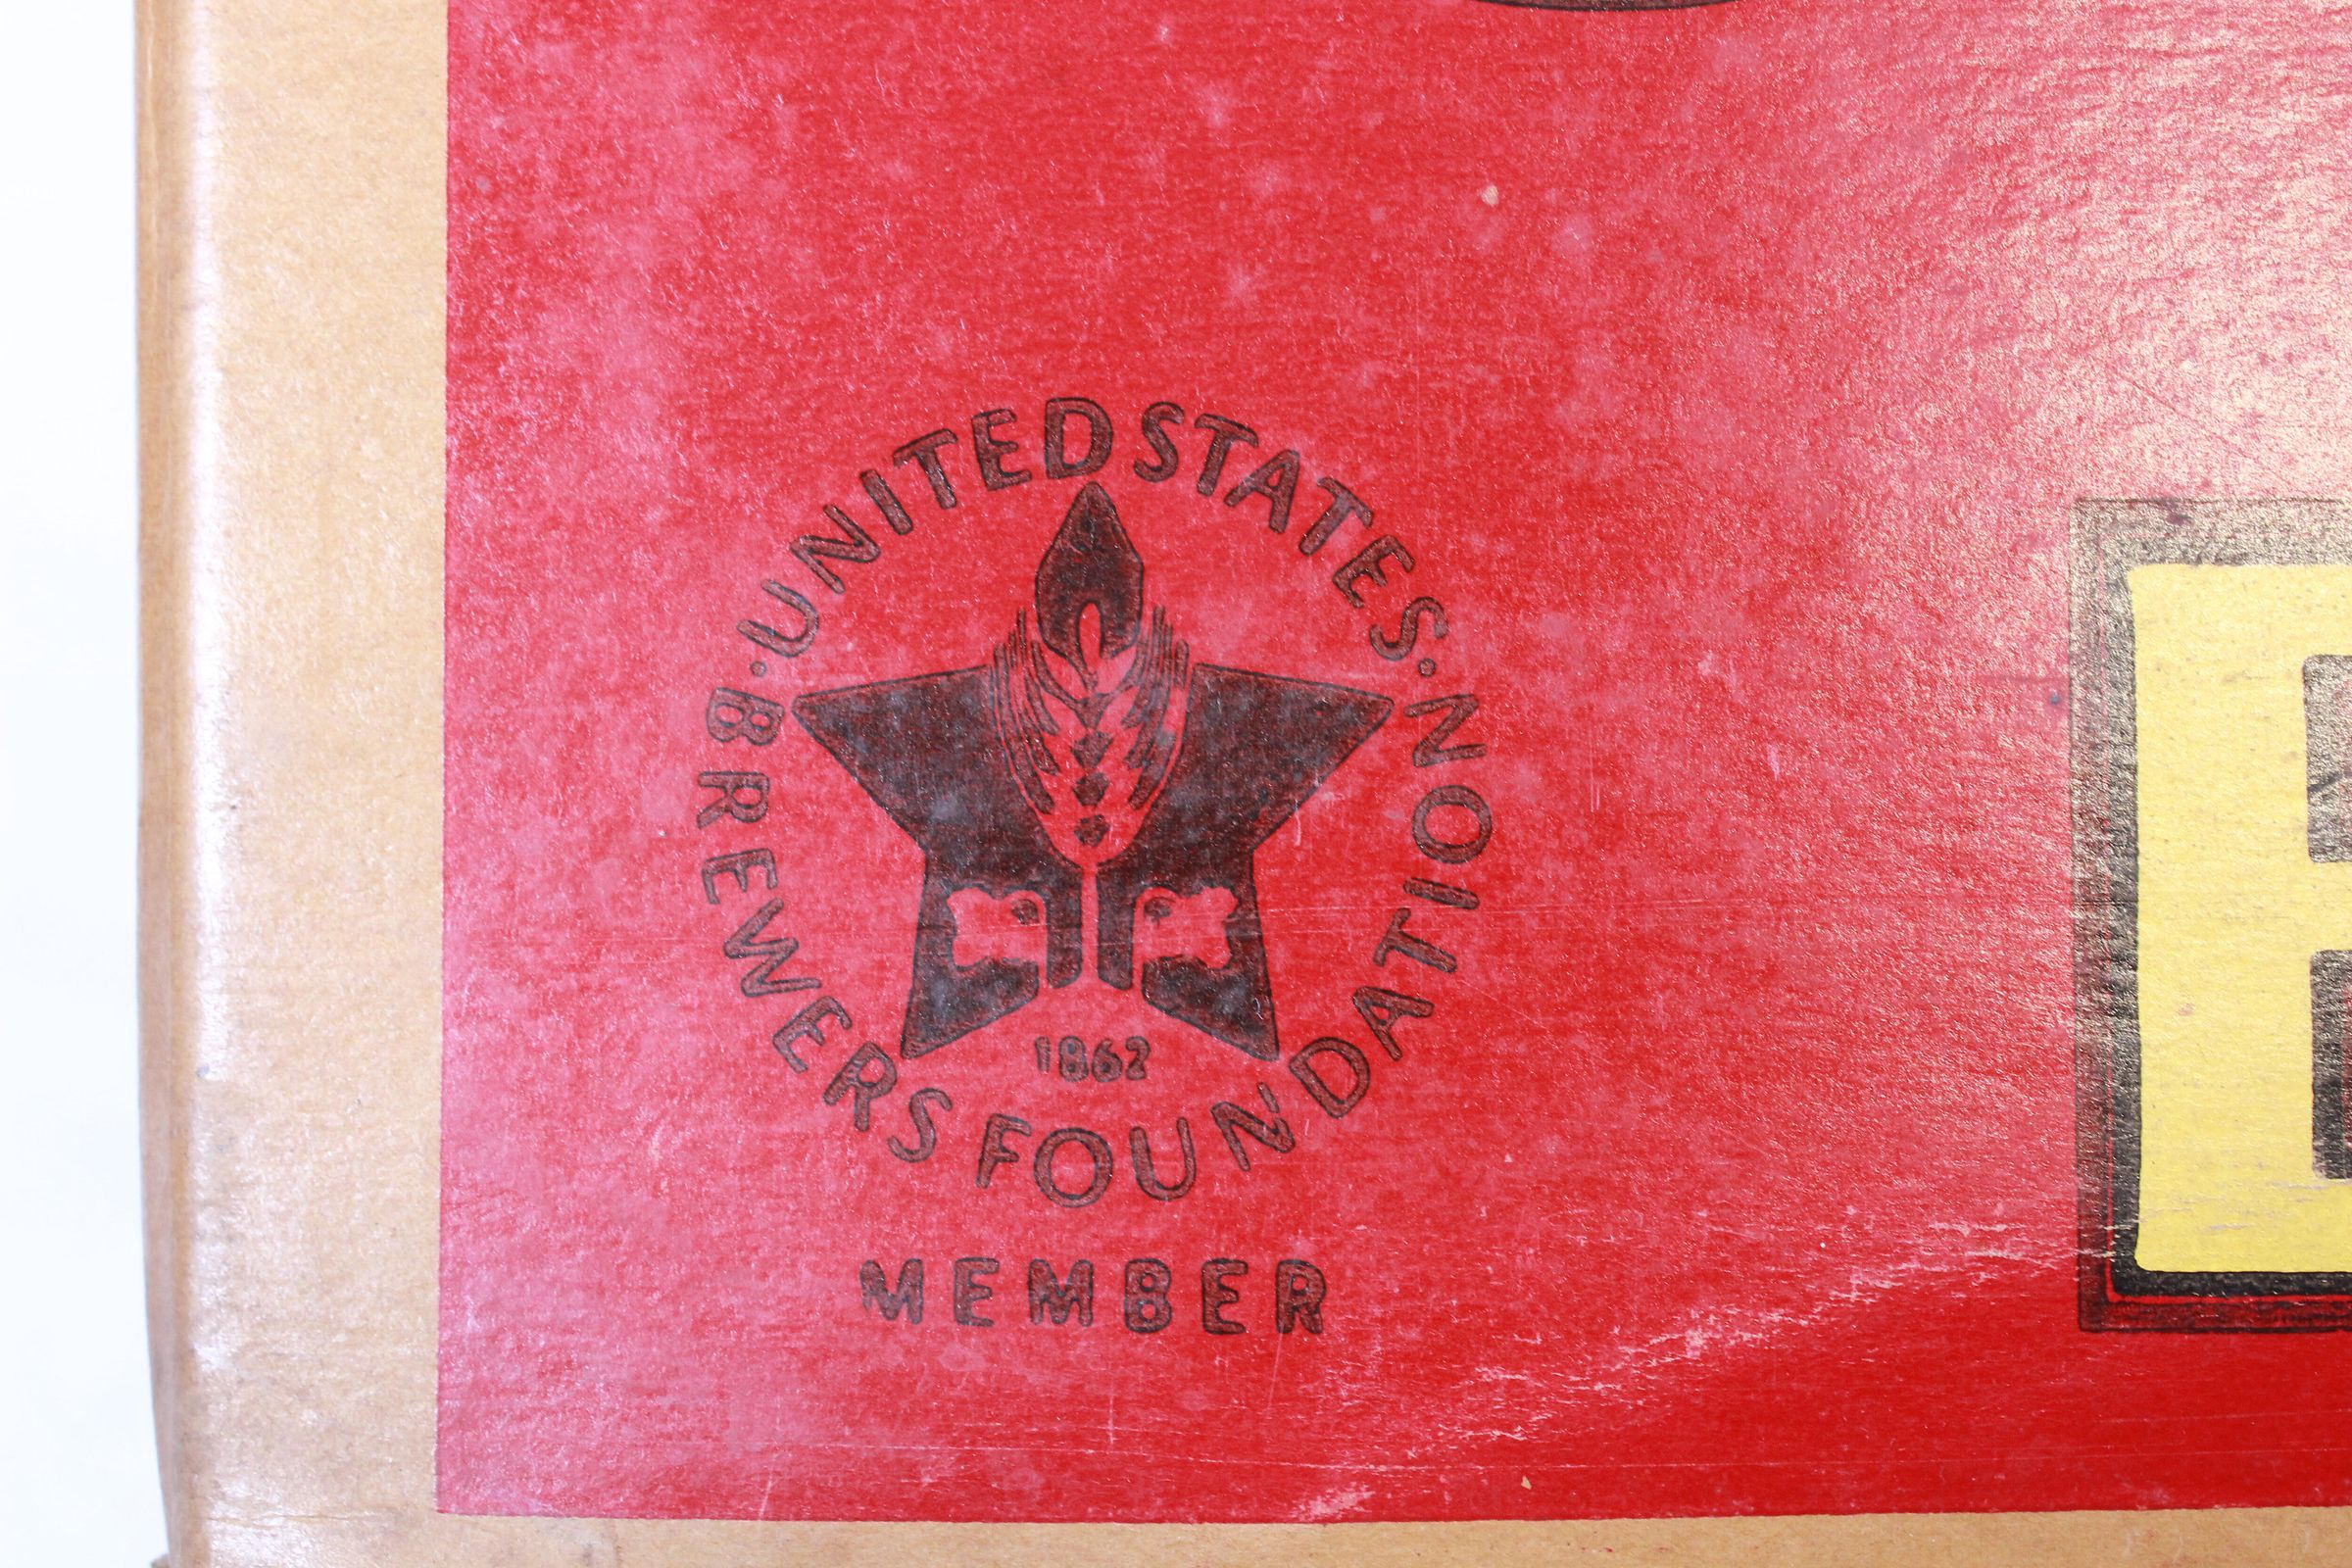 · UNITED STATES ·
BREWERS FOUNDATION
1862
MEMBER